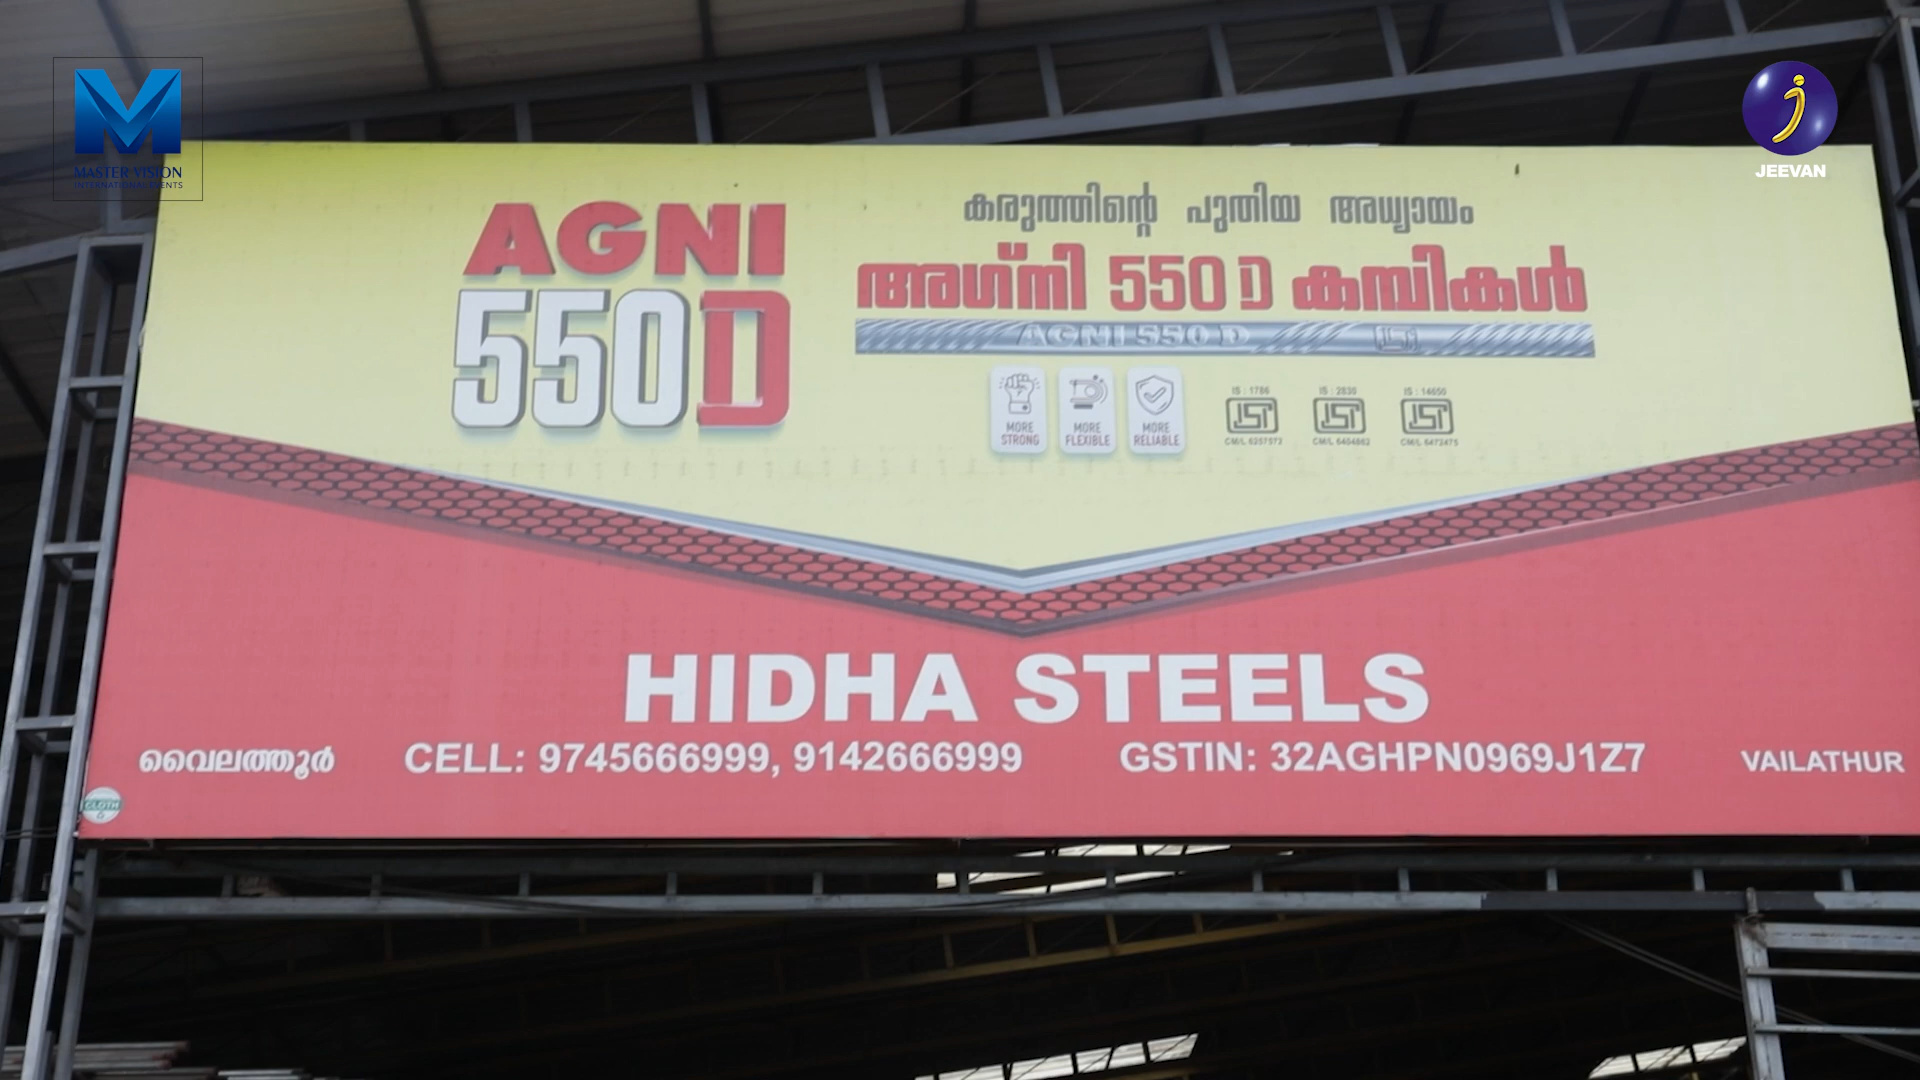 MASTER VISION
INTERNATIONAL EVENTS
JEEVAN
AGNI
550D
കരുത്തിന്റെ പുതിയ അധ്യായം
അഗ്നി 550 D കമ്പികൾ
AGNI 550 D
MORE STRONG
MORE FLEXIBLE
MORE RELIABLE
IS : 1786
CM/L 6257573
IS : 2830
CM/L 6404862
IS : 14650
CM/L 6472475
HIDHA STEELS
വൈലത്തൂർ CELL: 9745666999, 9142666999 GSTIN: 32AGHPN0969J1Z7 VAILATHUR
CLOTH